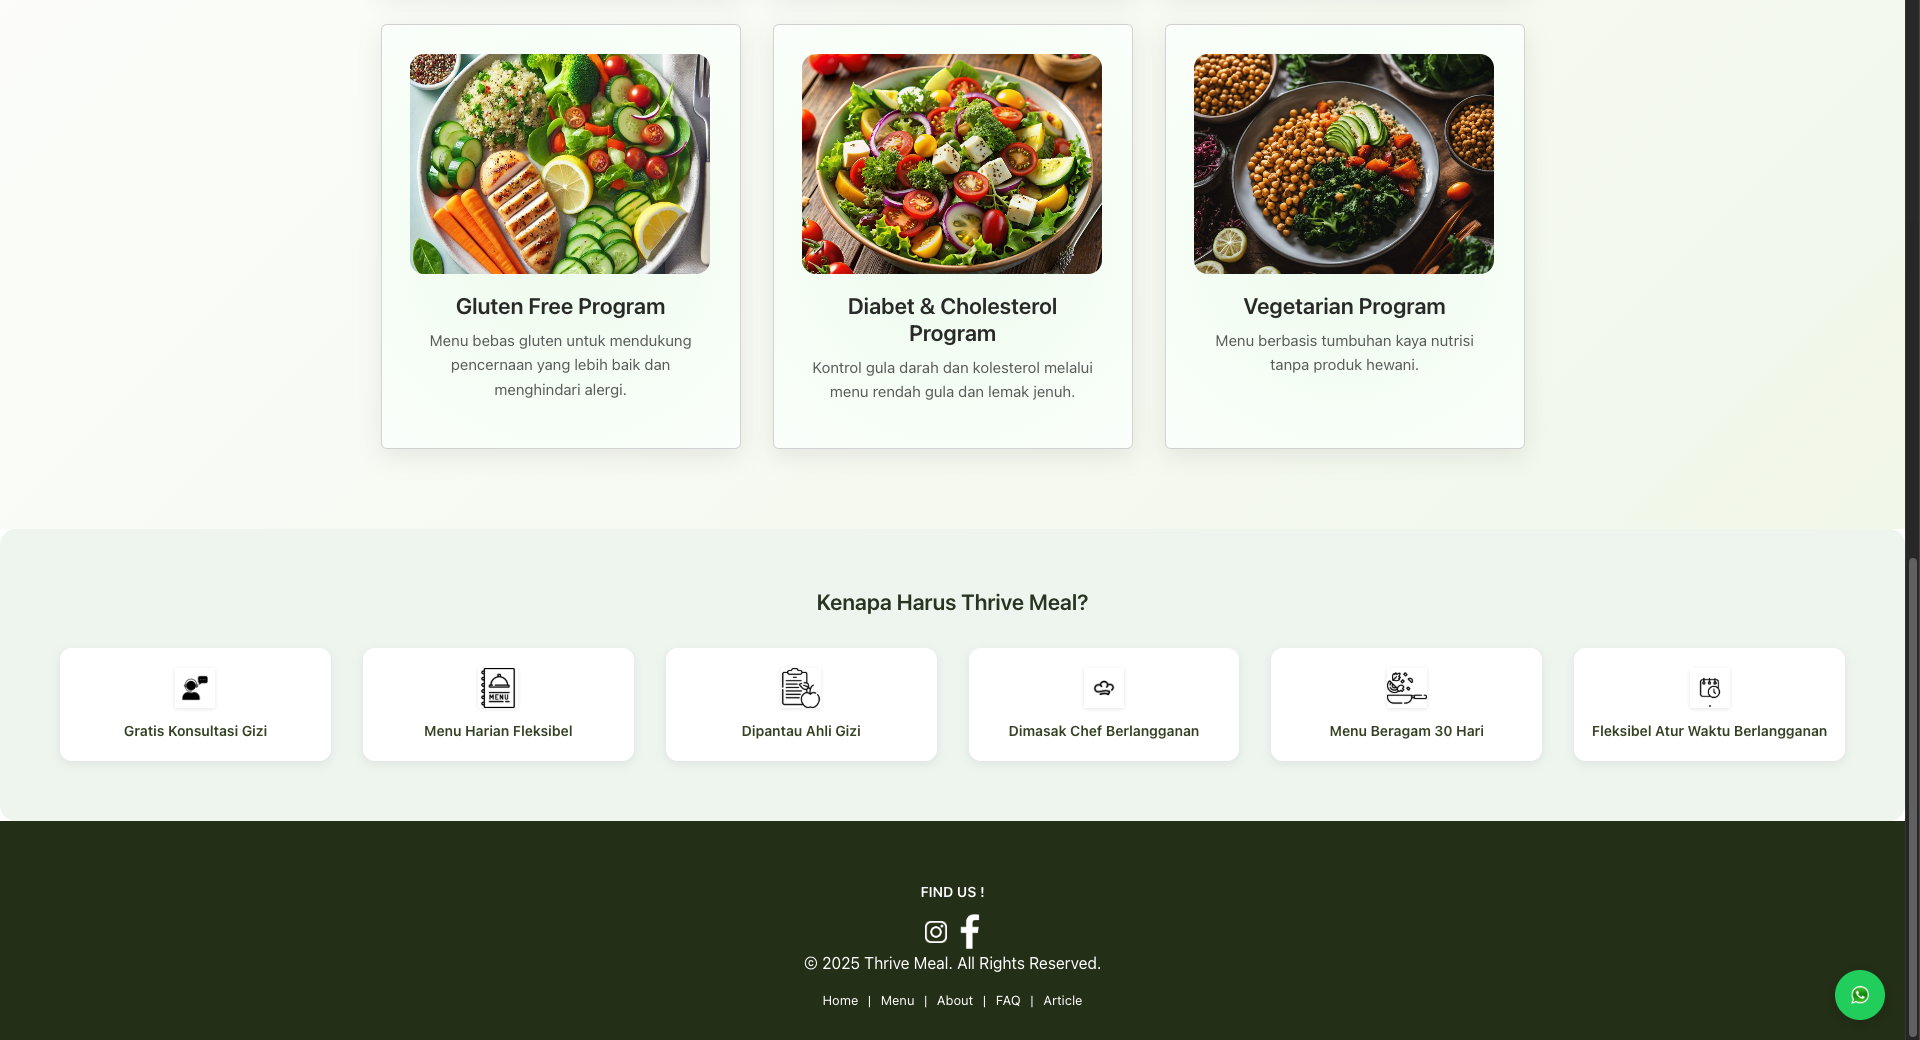 Gluten Free Program
Menu bebas gluten untuk mendukung
pencernaan yang lebih baik dan
menghindari alergi.
Diabet & Cholesterol
Program
Kontrol gula darah dan kolesterol melalui
menu rendah gula dan lemak jenuh.
Vegetarian Program
Menu berbasis tumbuhan kaya nutrisi
tanpa produk hewani.
Kenapa Harus Thrive Meal?
MENU
Gratis Konsultasi Gizi
Menu Harian Fleksibel
Dipantau Ahli Gizi
Dimasak Chef Berlangganan
Menu Beragam 30 Hari
Fleksibel Atur Waktu Berlangganan
FIND US !
© 2025 Thrive Meal. All Rights Reserved.
Home | Menu | About | FAQ | Article